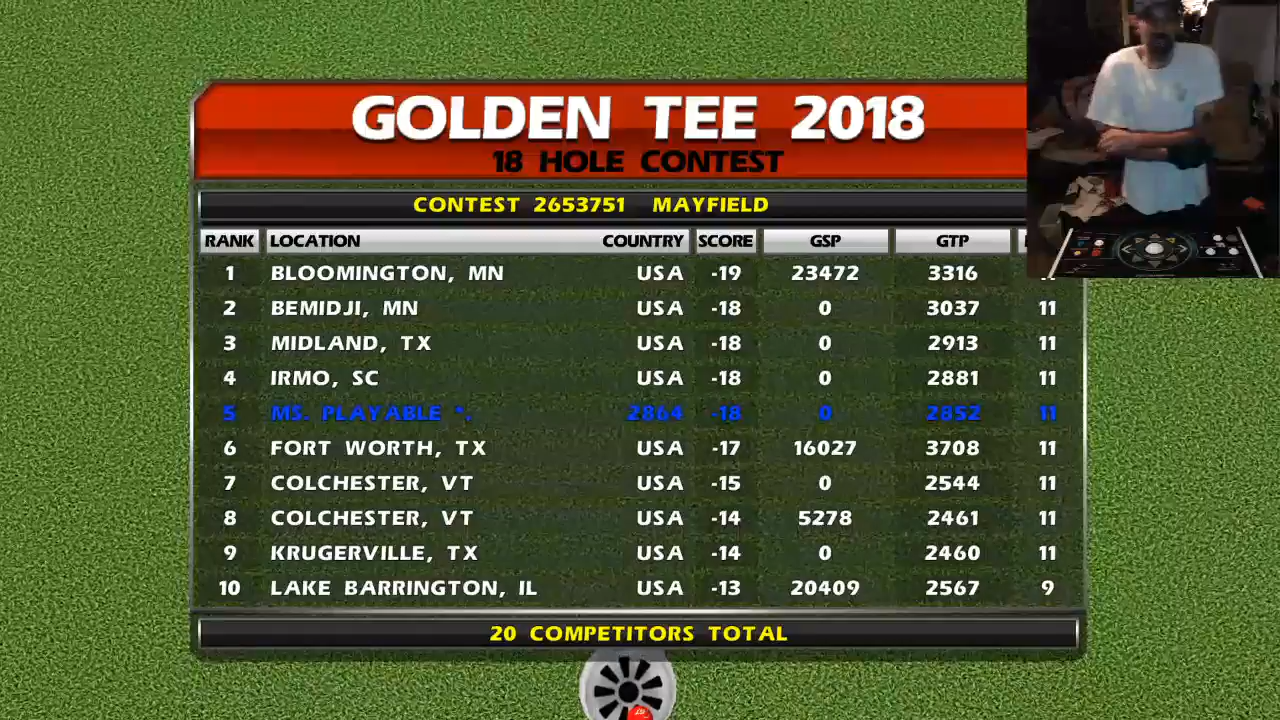 GOLDEN TEE 2018
18 HOLE CONTEST
CONTEST 2653751 MAYFIELD
RANK LOCATION COUNTRY SCORE GSP GTP
1 BLOOMINGTON, MN USA -19 23472 3316
2 BEMIDJI, MN USA -18 0 3037 11
3 MIDLAND, TX USA -18 0 2913 11
4 IRMO, SC USA -18 0 2881 11
5 MS. PLAYABLE *. 2864 -18 0 2852 11
6 FORT WORTH, TX USA -17 16027 3708 11
7 COLCHESTER, VT USA -15 0 2544 11
8 COLCHESTER, VT USA -14 5278 2461 11
9 KRUGERVILLE, TX USA -14 0 2460 11
10 LAKE BARRINGTON, IL USA -13 20409 2567 9
20 COMPETITORS TOTAL